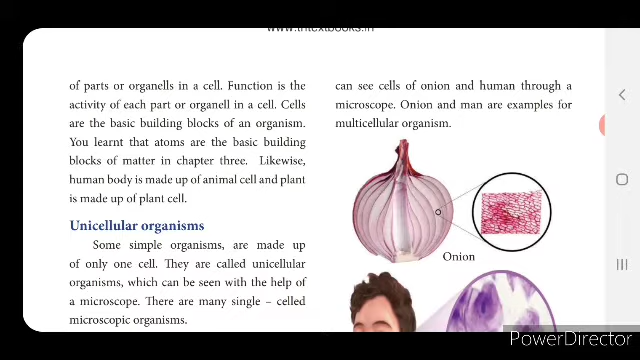 www.tntextbooks.in
of parts or organells in a cell. Function is the
activity of each part or organell in a cell. Cells
are the basic building blocks of an organism.
You learnt that atoms are the basic building
blocks of matter in chapter three. Likewise,
human body is made up of animal cell and plant
is made up of plant cell.
Unicellular organisms
Some simple organisms, are made up
of only one cell. They are called unicellular
organisms, which can be seen with the help of
a microscope. There are many single – celled
microscopic organisms.
can see cells of onion and human through a
microscope. Onion and man are examples for
multicellular organism.
Onion
PowerDirector